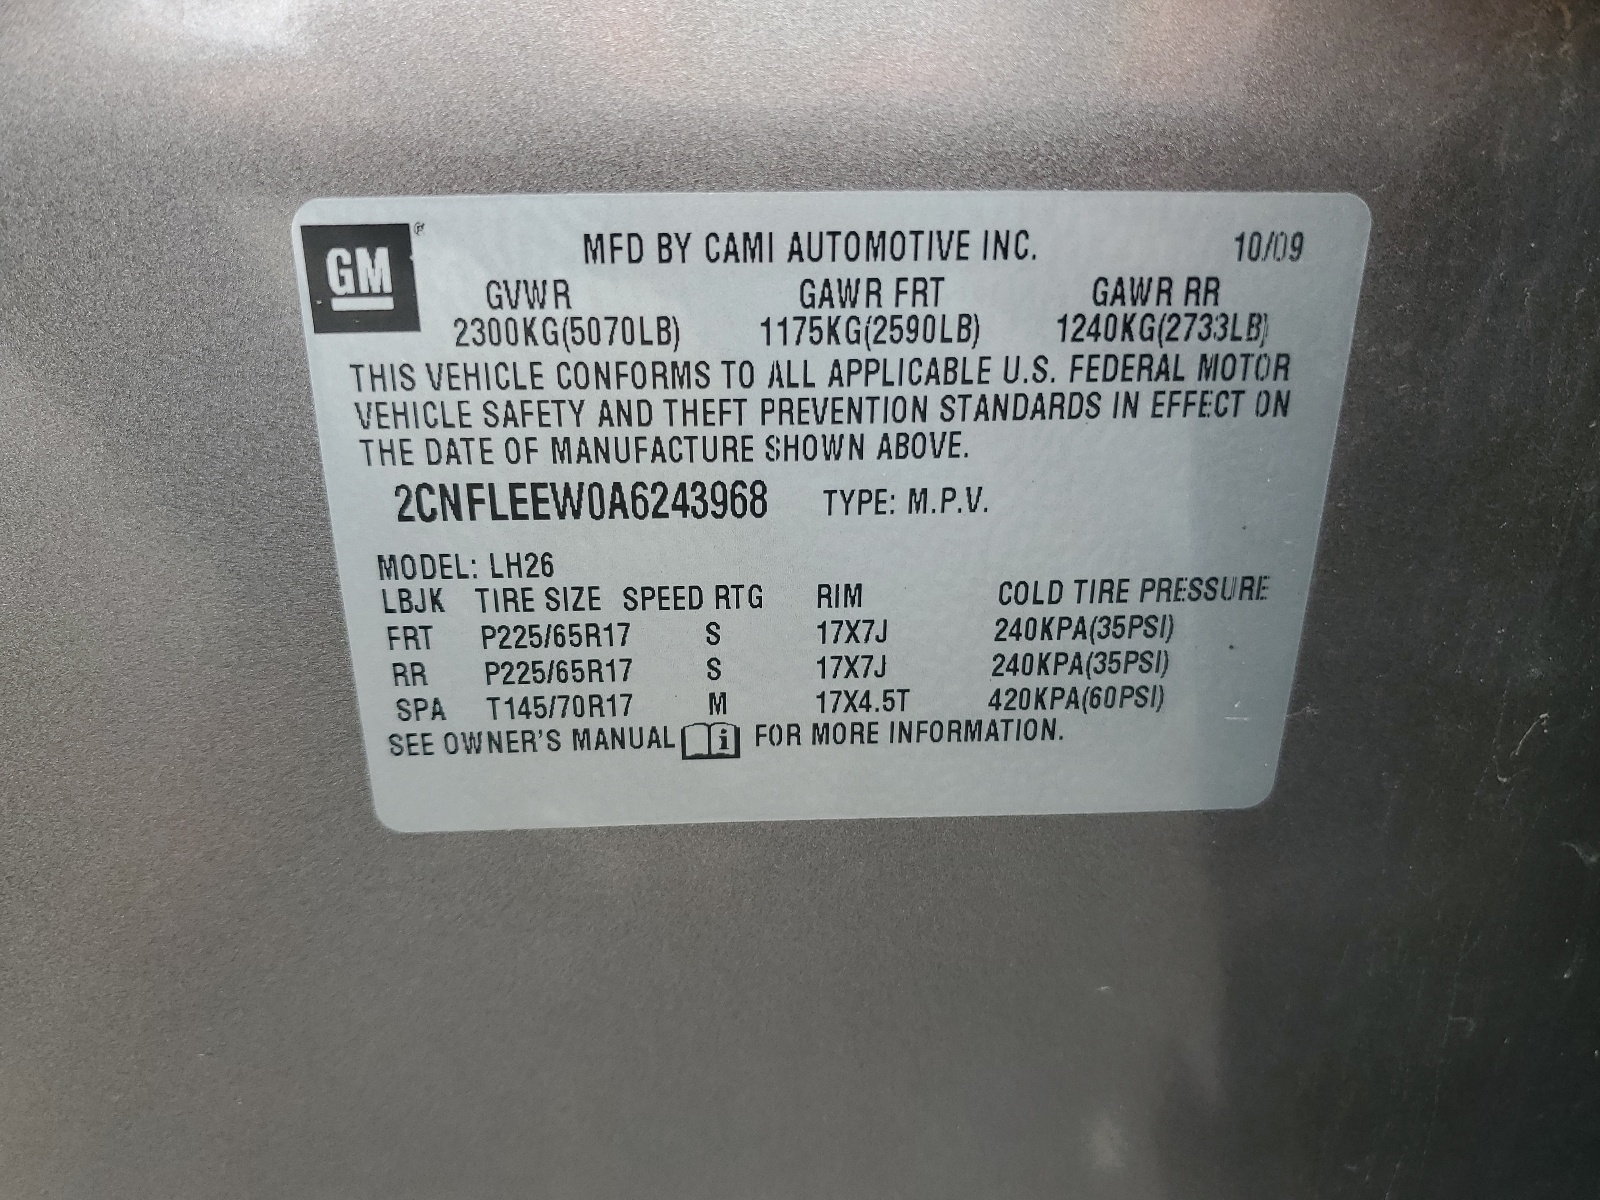 GM®
MFD BY CAMI AUTOMOTIVE INC. 10/09
GVWR GAWR FRT GAWR RR
2300KG(5070LB) 1175KG(2590LB) 1240KG(2733LB)
THIS VEHICLE CONFORMS TO ALL APPLICABLE U.S. FEDERAL MOTOR
VEHICLE SAFETY AND THEFT PREVENTION STANDARDS IN EFFECT ON
THE DATE OF MANUFACTURE SHOWN ABOVE.
2CNFLEEW0A6243968 TYPE: M.P.V.
MODEL: LH26
LBJK TIRE SIZE SPEED RTG RIM COLD TIRE PRESSURE
FRT P225/65R17 S 17X7J 240KPA(35PSI)
RR P225/65R17 S 17X7J 240KPA(35PSI)
SPA T145/70R17 M 17X4.5T 420KPA(60PSI)
SEE OWNER'S MANUAL i FOR MORE INFORMATION.